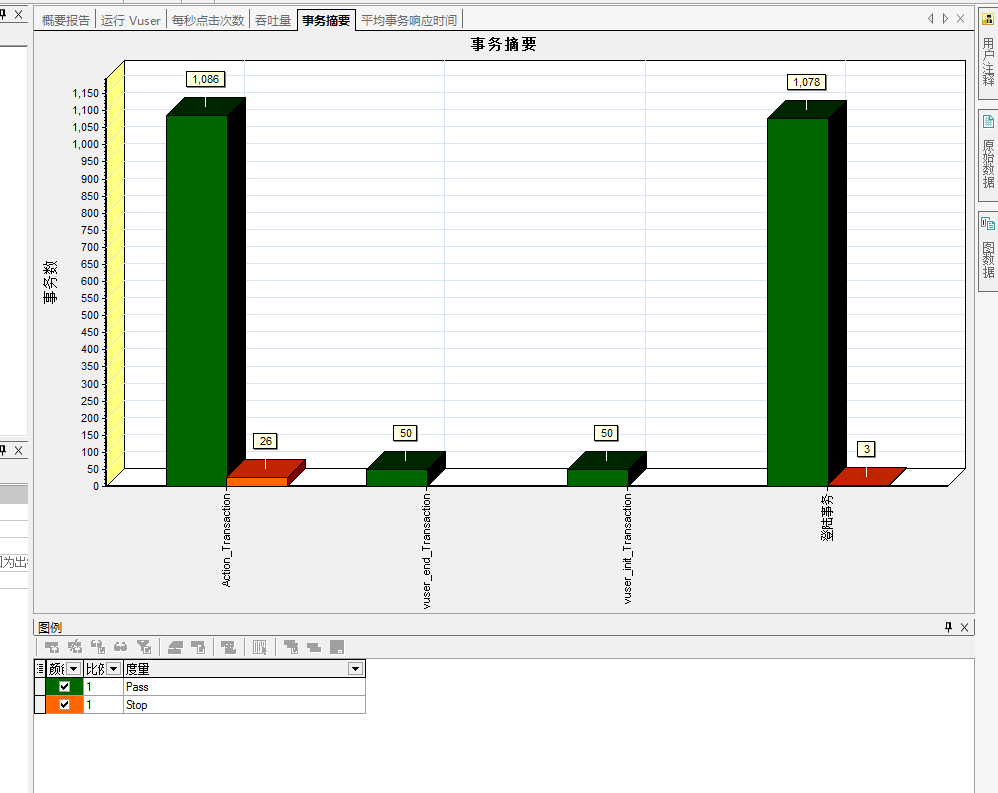 概要报告 运行 Vuser 每秒点击次数 吞吐量 事务摘要 平均事务响应时间
事务摘要
1,086
1,078
1,150
1,100
1,050
1,000
950
900
850
800
750
700
650
600
550
500
450
400
350
300
250
200
150
100
50
0
事务数
26
50
50
3
Action_Transaction
vuser_end_Transaction
vuser_init_Transaction
登陆事务
用户注释
原始数据
图数据
图例
颜色 比例 度量
1 Pass
1 Stop